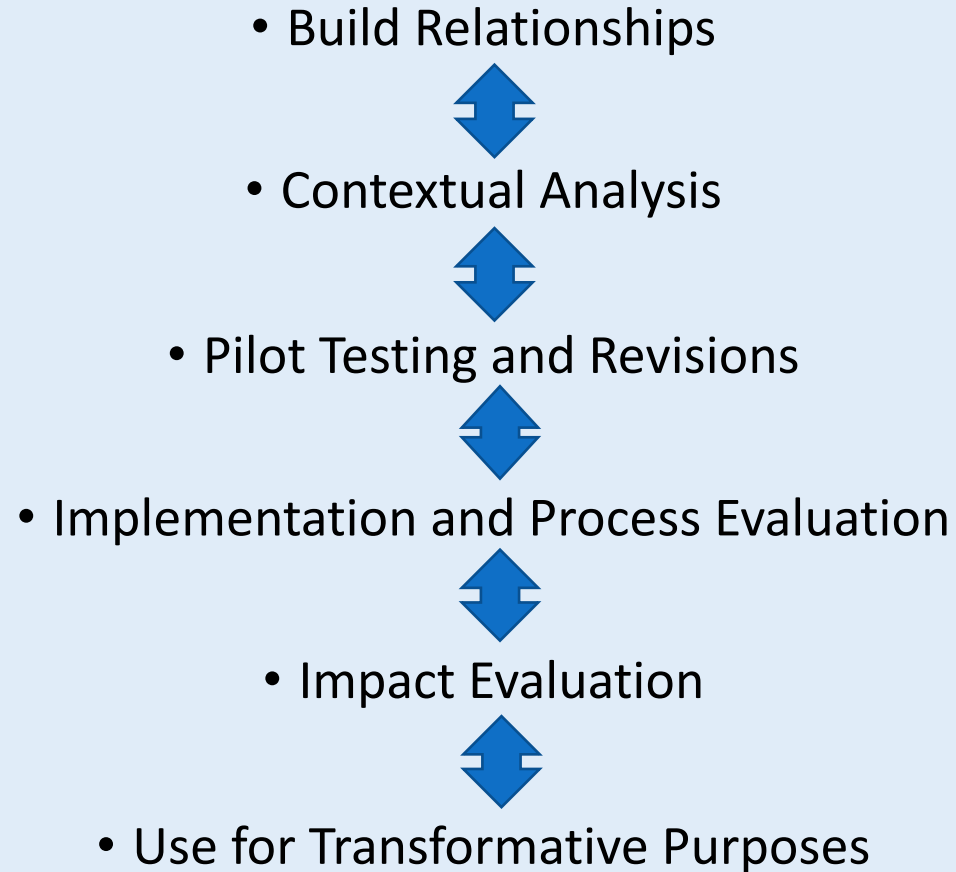 • Build Relationships
• Contextual Analysis
• Pilot Testing and Revisions
• Implementation and Process Evaluation
• Impact Evaluation
• Use for Transformative Purposes